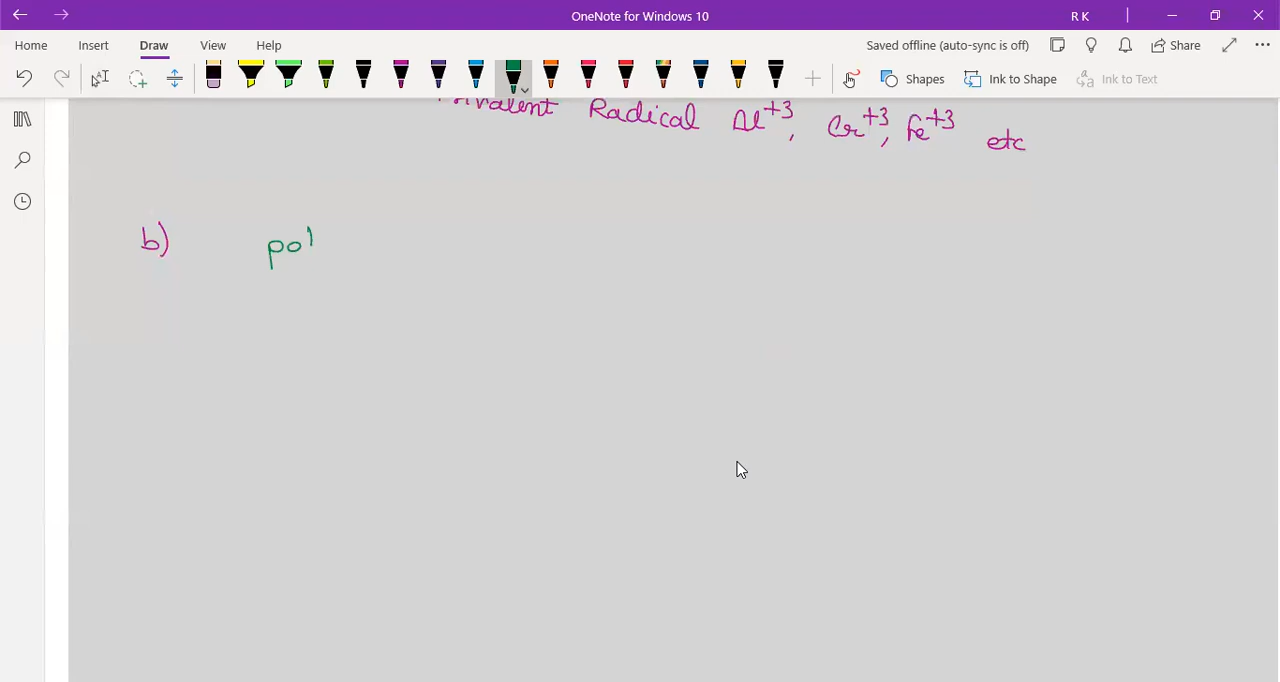 OneNote for Windows 10
R K
Home Insert Draw View Help
Saved offline (auto-sync is off) Share
Shapes Ink to Shape Ink to Text
Radical Al+3, Cr+3, Fe+3 etc
b)